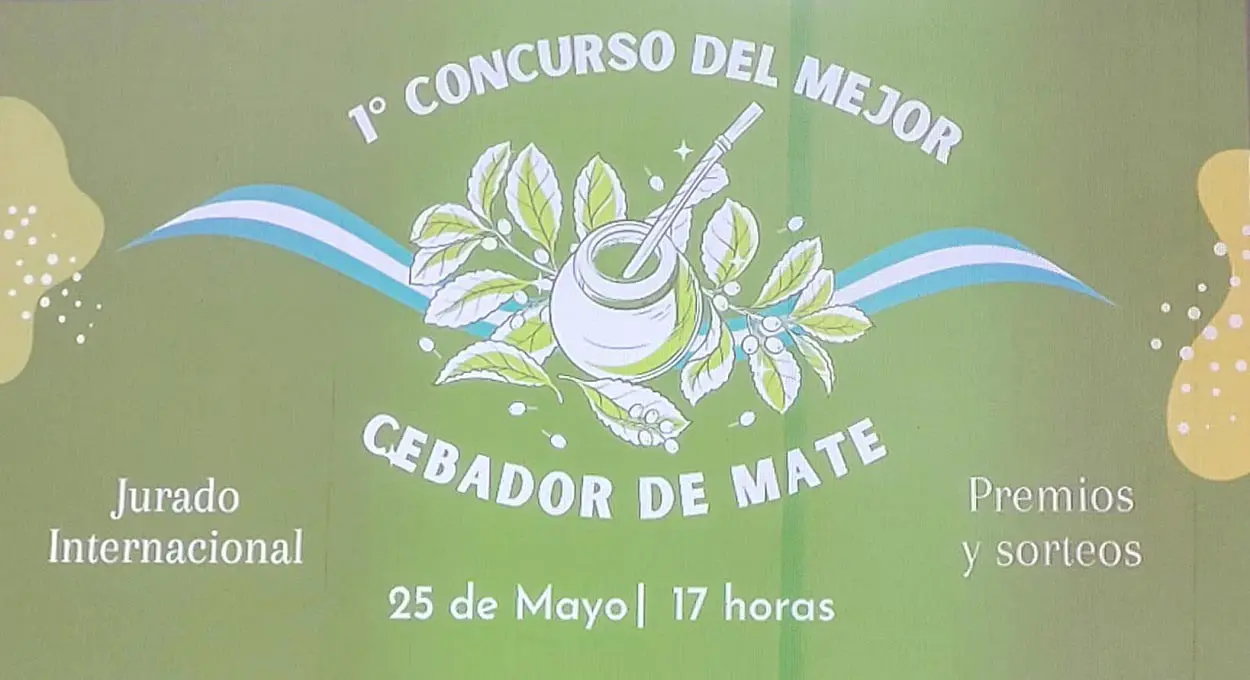 1° CONCURSO DEL MEJOR
CEBADOR DE MATE
Jurado
Internacional
Premios
y sorteos
25 de Mayo| 17 horas